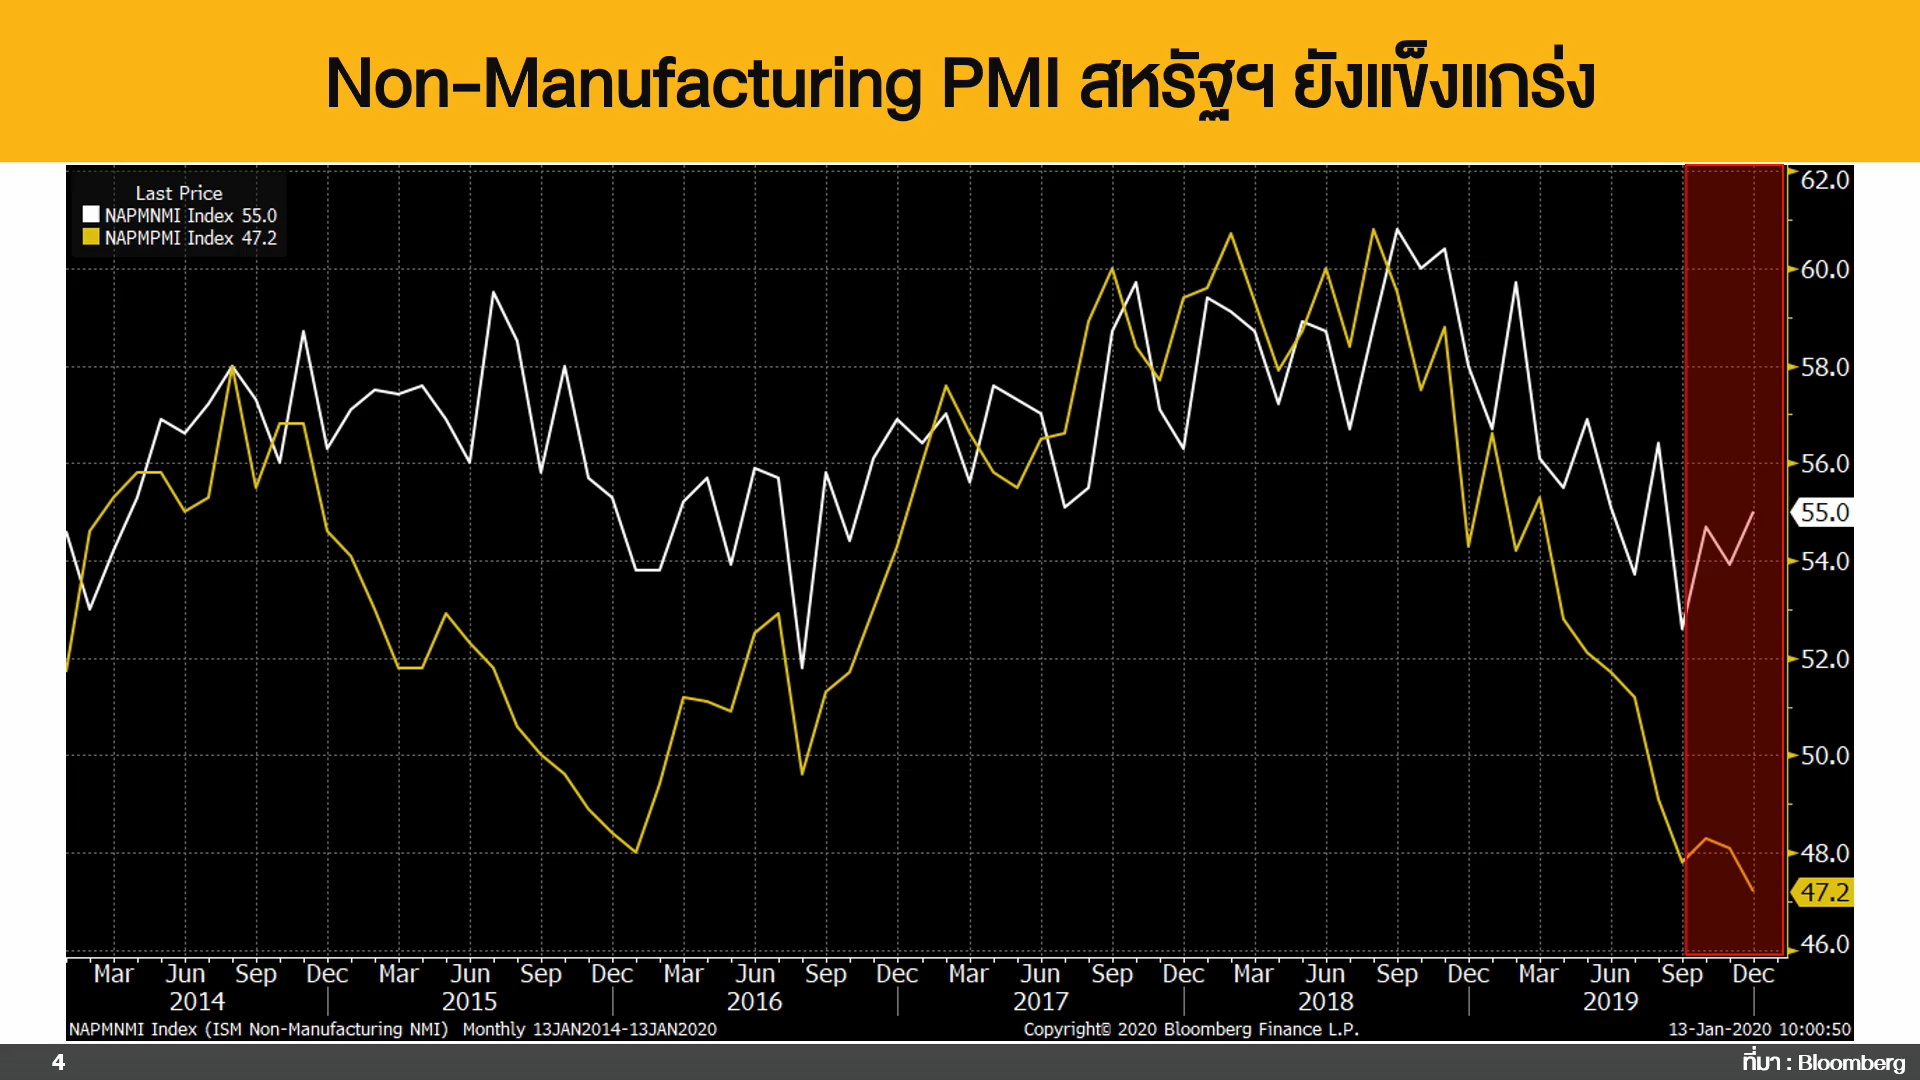 Non-Manufacturing PMI สหรัฐฯ ยังแข็งแกร่ง
Last Price
NAPMNMI Index 55.0
NAPMPMI Index 47.2
62.0
60.0
58.0
56.0
55.0
54.0
52.0
50.0
48.0
47.2
46.0
Mar Jun Sep Dec Mar Jun Sep Dec Mar Jun Sep Dec Mar Jun Sep Dec Mar Jun Sep Dec Mar Jun Sep Dec
2014 2015 2016 2017 2018 2019
NAPMNMI Index (ISM Non-Manufacturing NMI) Monthly 13JAN2014-13JAN2020 Copyright© 2020 Bloomberg Finance L.P. 13-Jan-2020 10:00:50
4 ที่มา : Bloomberg